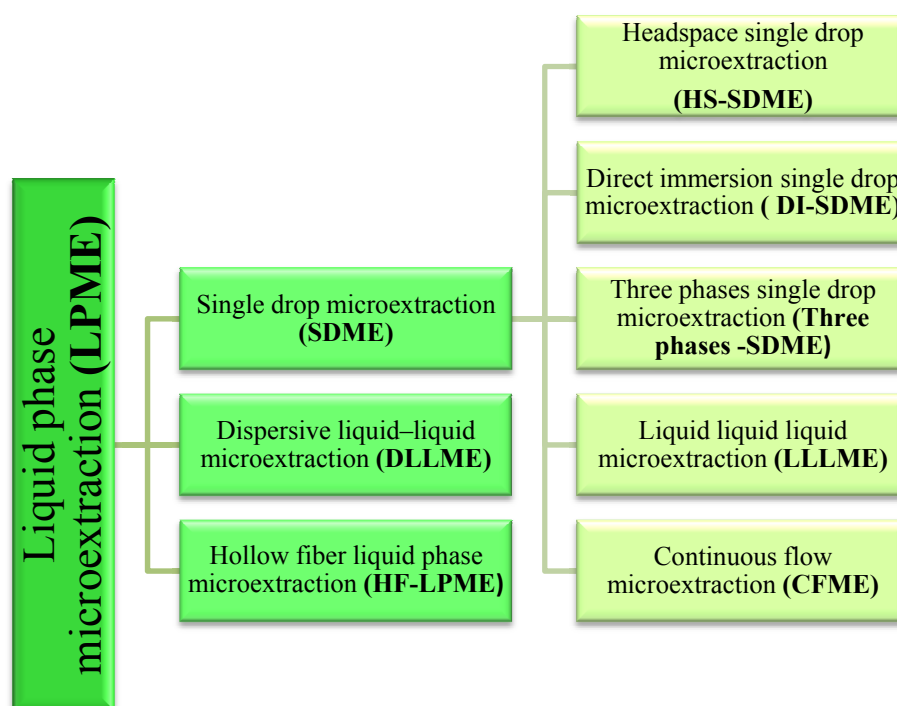 Liquid phase
microextraction (LPME)
Single drop microextraction
(SDME)
Dispersive liquid–liquid
microextraction (DLLME)
Hollow fiber liquid phase
microextraction (HF-LPME)
Headspace single drop
microextraction
(HS-SDME)
Direct immersion single drop
microextraction ( DI-SDME)
Three phases single drop
microextraction (Three
phases -SDME)
Liquid liquid liquid
microextraction (LLLME)
Continuous flow
microextraction (CFME)